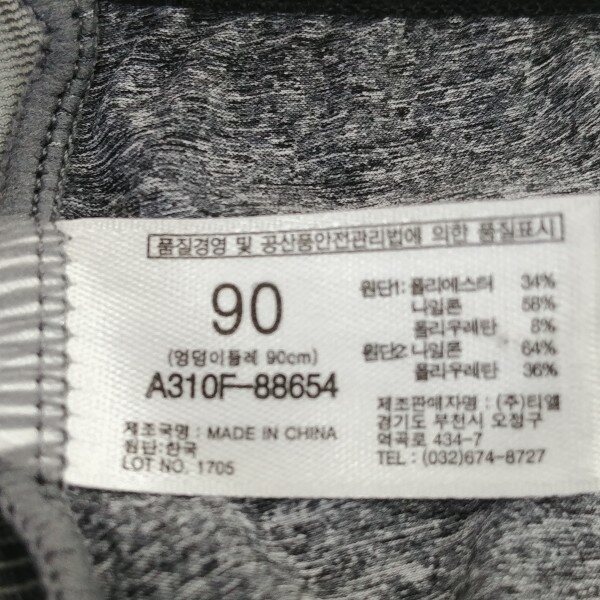 품질경영 및 공산품안전관리법에 의한 품질표시
90
(엉덩이둘레 90cm)
A310F-88654
제조국명 : MADE IN CHINA
원단:한국
LOT NO. 1705
원단1: 폴리에스터 34%
나일론 58%
폴리우레탄 8%
원단2: 나일론 64%
폴리우레탄 36%
제조판매자명 : (주)티엘
경기도 부천시 오정구
역곡로 434-7
TEL : (032)674-8727